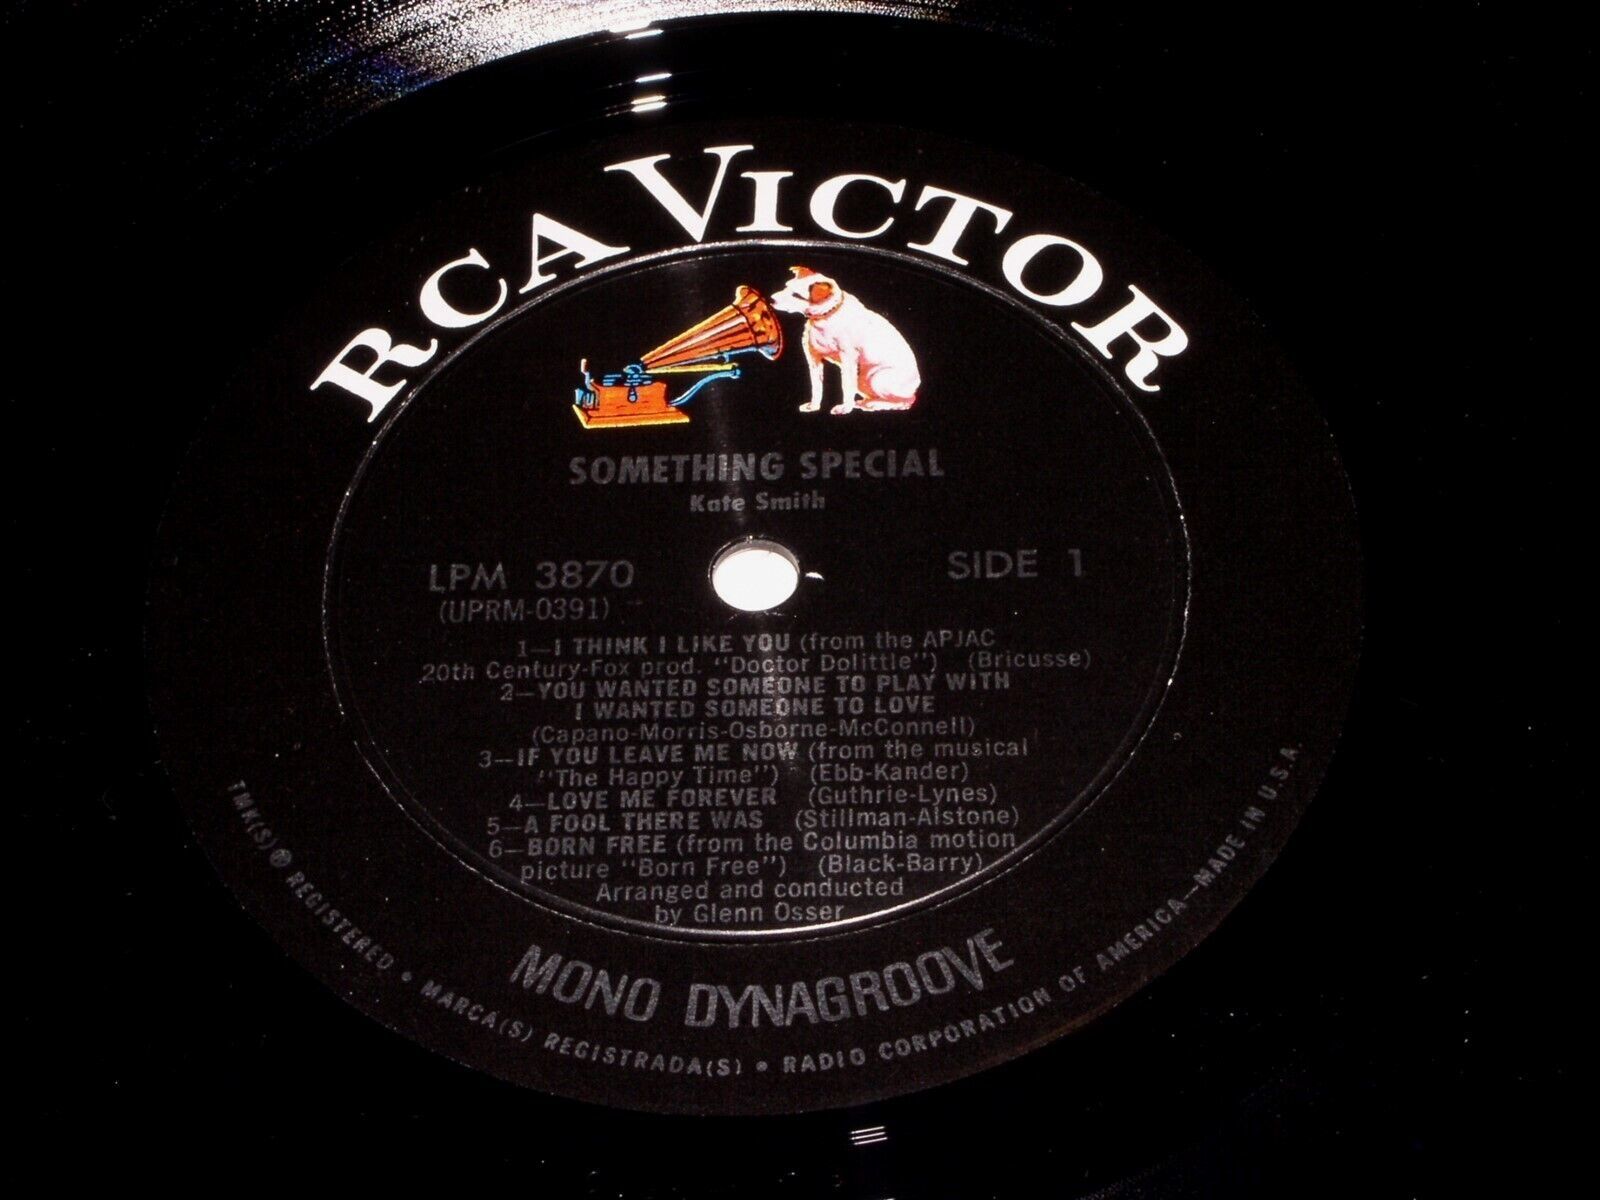 RCA VICTOR
SOMETHING SPECIAL
Kate Smith
LPM 3870
SIDE 1
(UPRM-0391)
1—I THINK I LIKE YOU (from the APJAC
20th Century-Fox prod. "Doctor Dolittle") (Bricusse)
2—YOU WANTED SOMEONE TO PLAY WITH
I WANTED SOMEONE TO LOVE
(Capano-Morris-Osborne-McConnell)
3—IF YOU LEAVE ME NOW (from the musical
"The Happy Time") (Ebb-Kander)
4—LOVE ME FOREVER (Guthrie-Lynes)
5—A FOOL THERE WAS (Stillman-Alstone)
6—BORN FREE (from the Columbia motion
picture "Born Free") (Black-Barry)
Arranged and conducted
by Glenn Osser
MONO DYNAGROOVE
TMK(S) ® REGISTERED • MARCA(S) REGISTRADA(S) • RADIO CORPORATION OF AMERICA—MADE IN U.S.A.